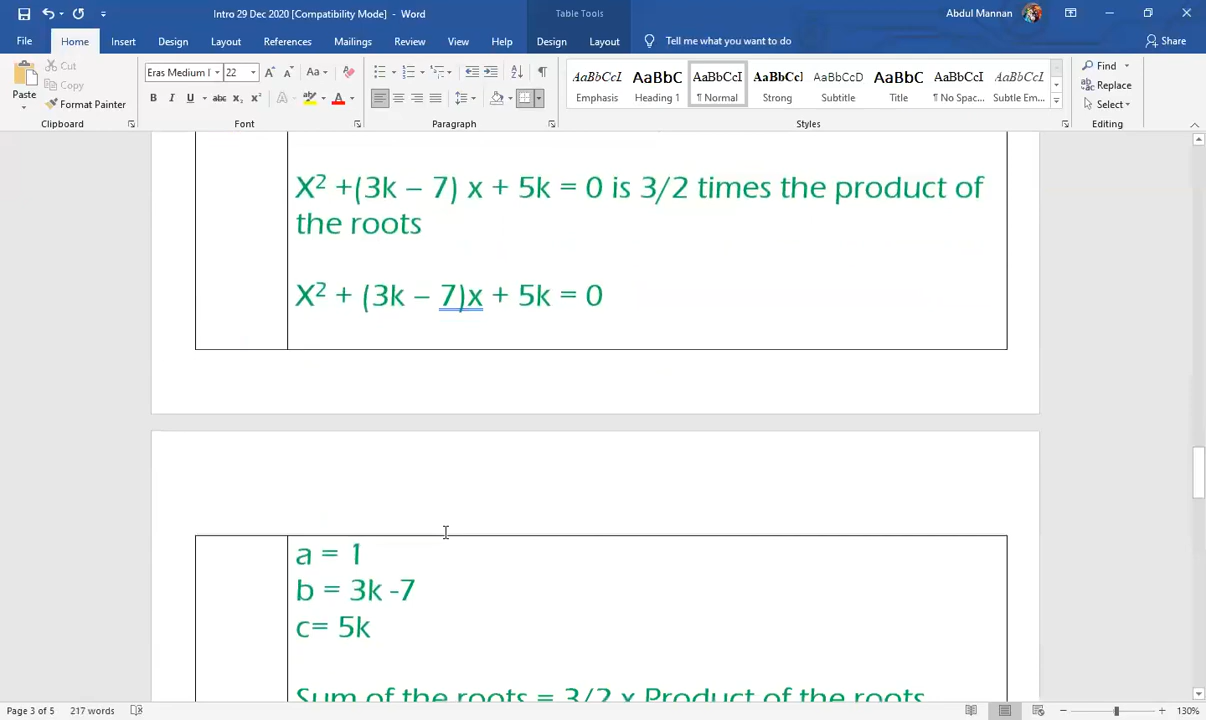 Intro 29 Dec 2020 [Compatibility Mode] - Word
Table Tools
Abdul Mannan
File Home Insert Design Layout References Mailings Review View Help Design Layout Tell me what you want to do Share
Paste
Cut
Copy
Format Painter
Clipboard
Eras Medium I 22
Aa
B I U abc x₂ x² A A
Font
Paragraph
AaBbCcI AaBbC AaBbCcI AaBbCcI AaBbCcD AaBbC AaBbCcI AaBbCcI
Emphasis Heading 1 ¶ Normal Strong Subtitle Title ¶ No Spac... Subtle Em...
Styles
Find
Replace
Select
Editing
X² +(3k – 7) x + 5k = 0 is 3/2 times the product of
the roots
X² + (3k – 7)x + 5k = 0
a = 1
b = 3k -7
c= 5k
Sum of the roots = 3/2 x Product of the roots
Page 3 of 5 217 words 130%